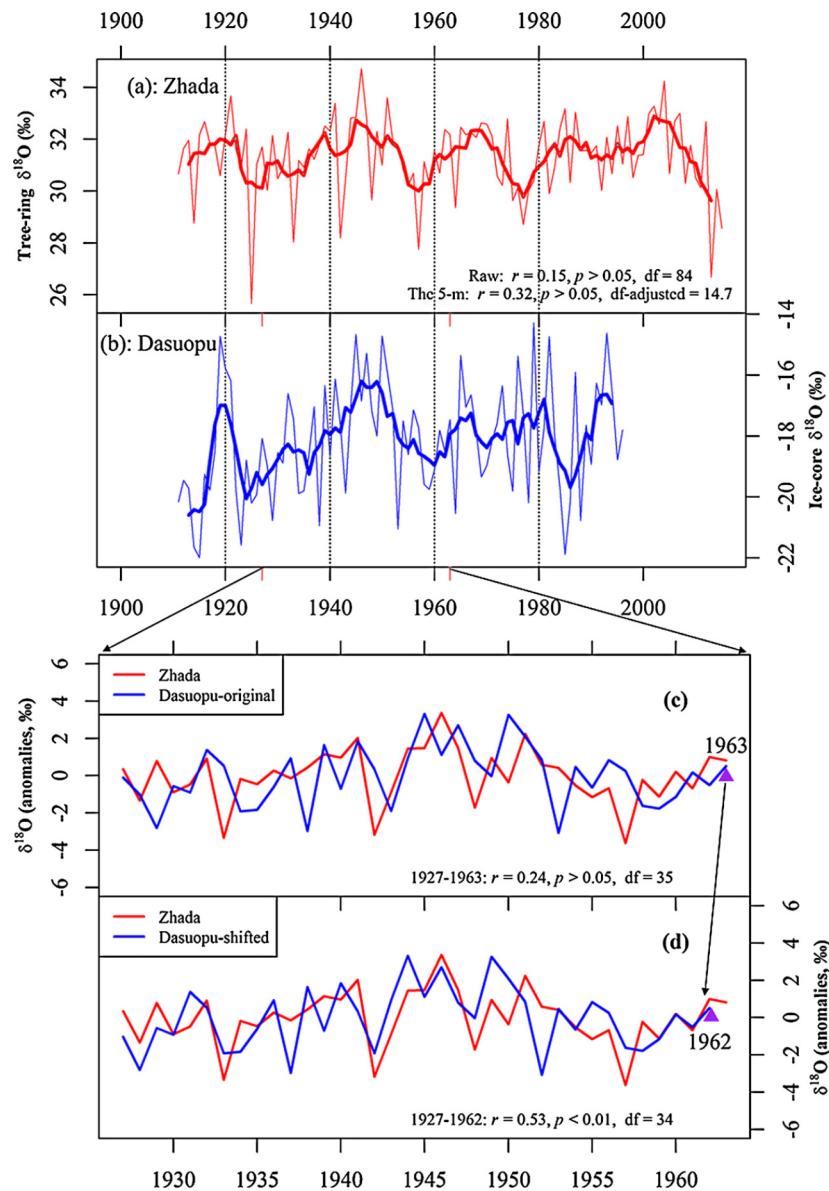 1900 1920 1940 1960 1980 2000
(a): Zhada
34
32
30
28
26
Tree-ring δ18O (‰)
Raw: r = 0.15, p > 0.05, df = 84
The 5-m: r = 0.32, p > 0.05, df-adjusted = 14.7
(b): Dasuopu
-14
-16
-18
-20
-22
Ice-core δ18O (‰)
1900 1920 1940 1960 1980 2000
Zhada
Dasuopu-original
(c)
6
4
2
0
-2
-4
-6
δ18O (anomalies, ‰)
1963
1927-1963: r = 0.24, p > 0.05, df = 35
Zhada
Dasuopu-shifted
(d)
6
4
2
0
-2
-4
-6
δ18O (anomalies, ‰)
1962
1927-1962: r = 0.53, p < 0.01, df = 34
1930 1935 1940 1945 1950 1955 1960